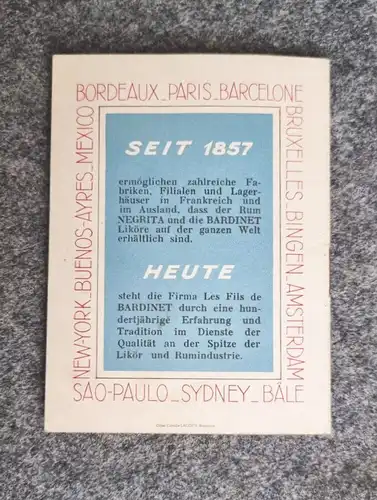 BORDEAUX_PARIS_BARCELONE
BRUXELLES_BINGEN_AMSTERDAM
NEW-YORK_BUENOS-AYRES_MEXICO
SEIT 1857
ermöglichen zahlreiche Fa-
briken, Filialen und Lager-
häuser in Frankreich und
im Ausland, dass der Rum
NEGRITA und die BARDINET
Liköre auf der ganzen Welt
erhältlich sind.
HEUTE
steht die Firma Les Fils de
BARDINET durch eine hun-
dertjährige Erfahrung und
Tradition im Dienste der
Qualität an der Spitze der
Likör und Rumindustrie.
SAO-PAULO_SYDNEY_BÂLE